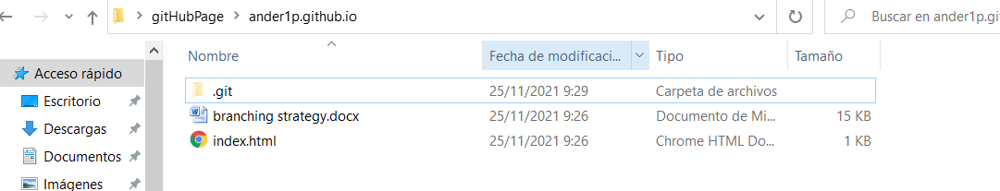 gitHubPage > ander1p.github.io
Buscar en ander1p.gi
Nombre Fecha de modificaci... Tipo Tamaño
Acceso rápido
Escritorio
Descargas
Documentos
Imágenes
.git 25/11/2021 9:29 Carpeta de archivos
branching strategy.docx 25/11/2021 9:26 Documento de Mi... 15 KB
index.html 25/11/2021 9:26 Chrome HTML Do... 1 KB